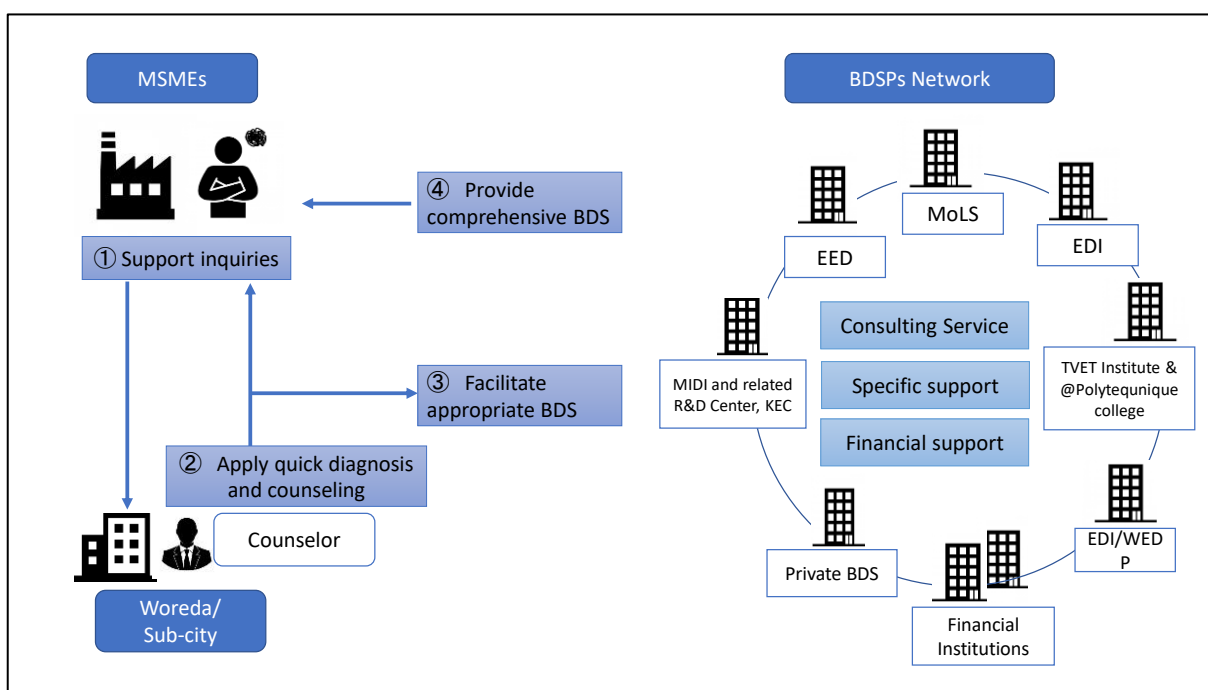 MSMEs
BDSPs Network
④ Provide
comprehensive BDS
① Support inquiries
③ Facilitate
appropriate BDS
② Apply quick diagnosis
and counseling
Counselor
Woreda/
Sub-city
MoLS
EED
EDI
Consulting Service
Specific support
Financial support
MIDI and related
R&D Center, KEC
TVET Institute &
@Polytequnique
college
EDI/WED
P
Private BDS
Financial
Institutions